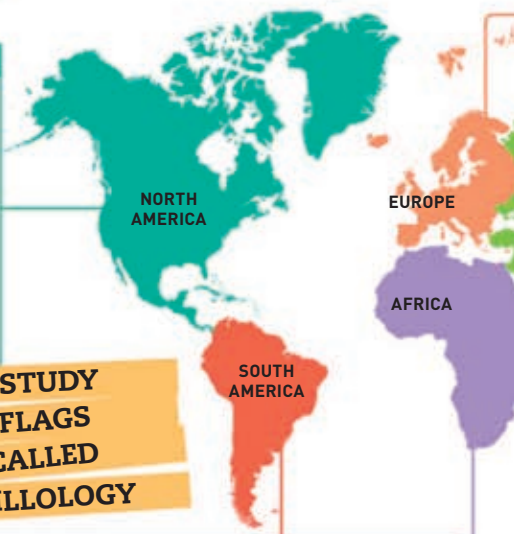 NORTH
AMERICA
EUROPE
AFRICA
SOUTH
AMERICA
STUDY
FLAGS
CALLED
ILLOLOGY